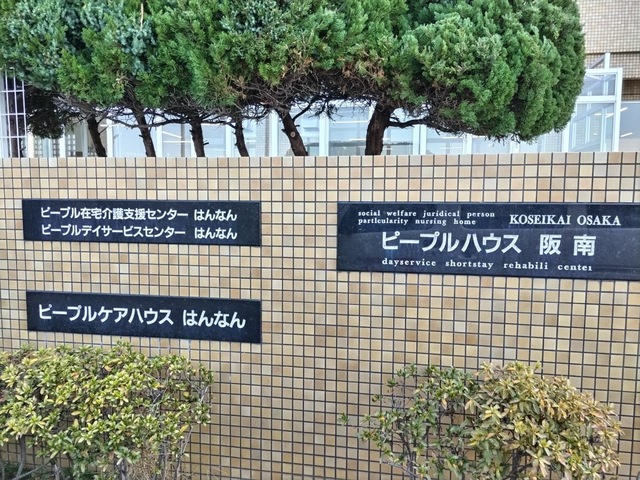 ピープル在宅介護支援センター はんなん
ピープルデイサービスセンター はんなん
ピープルケアハウス はんなん
social welfare juridical person
particularity nursing home
KOSEIKAI OSAKA
ピープルハウス 阪南
dayservice shortstay rehabili center